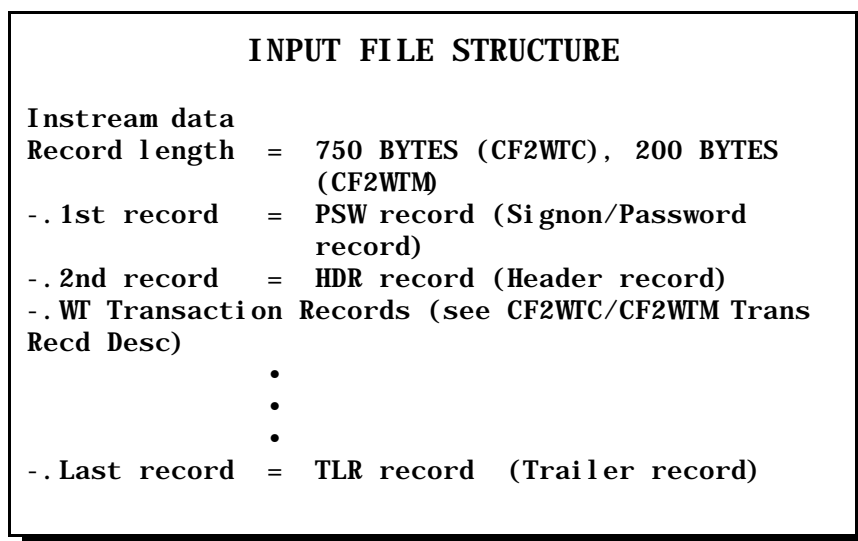 INPUT FILE STRUCTURE
Instream data
Record length = 750 BYTES (CF2WTC), 200 BYTES
(CF2WTM)
-.1st record = PSW record (Signon/Password
record)
-.2nd record = HDR record (Header record)
-.WT Transaction Records (see CF2WTC/CF2WTM Trans
Recd Desc)
•
•
•
-.Last record = TLR record (Trailer record)